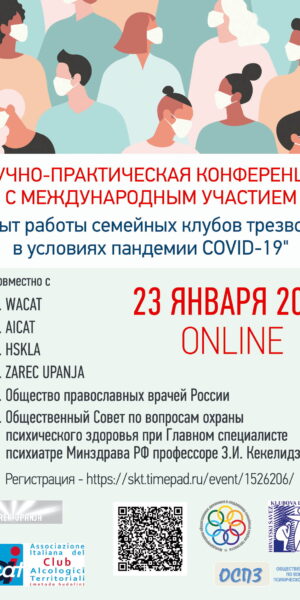 УЧНО-ПРАКТИЧЕСКАЯ КОНФЕРЕНЦ
С МЕЖДУНАРОДНЫМ УЧАСТИЕМ
ыт работы семейных клубов трезво
в условиях пандемии COVID-19"
овместно с
. WACAT
. AICAT
. HSKLA
. ZAREC UPANJA
. Общество православных врачей России
. Общественный Совет по вопросам охраны
психического здоровья при Главном специалисте
психиатре Минздрава РФ профессоре З.И. Кекелидз
23 ЯНВАРЯ 20
ONLINE
Регистрация - https://skt.timepad.ru/event/1526206/
Associazione
Italiana dei
Club
Alcologici
Territoriali
(metodo hudolin)
ОСПЗ